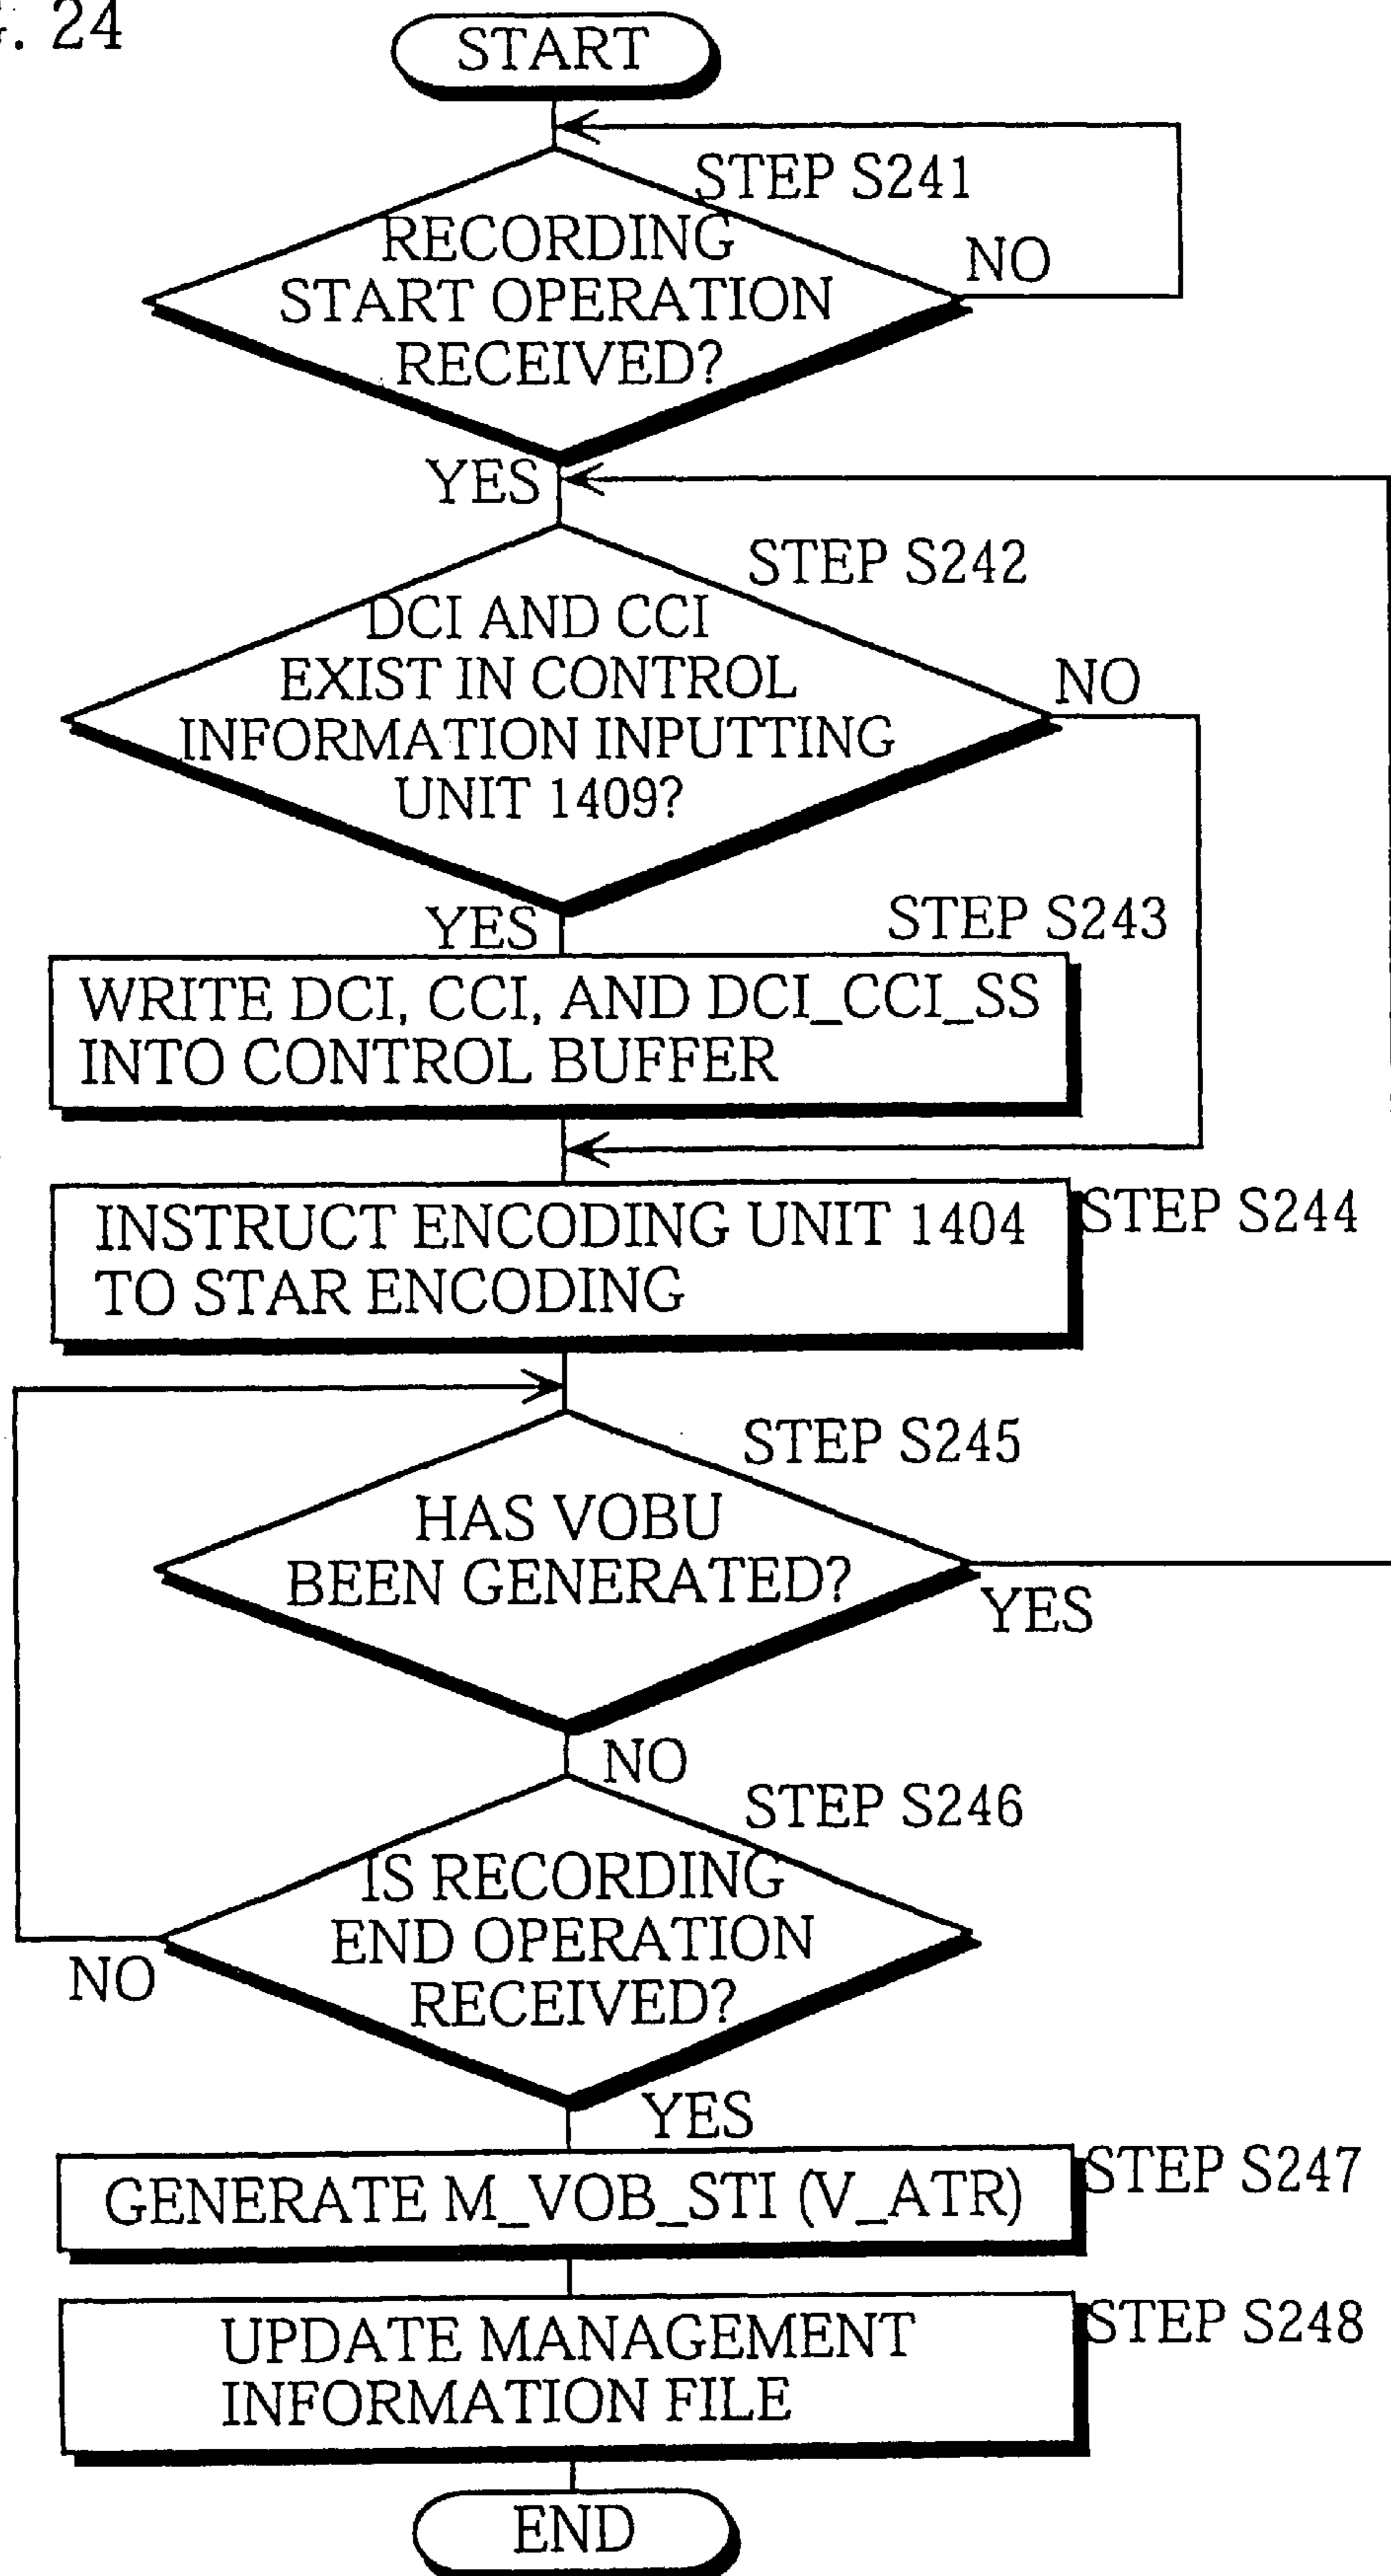 G. 24
START
STEP S241
RECORDING
START OPERATION
RECEIVED?
NO
YES
STEP S242
DCI AND CCI
EXIST IN CONTROL
INFORMATION INPUTTING
UNIT 1409?
NO
YES
STEP S243
WRITE DCI, CCI, AND DCI_CCI_SS
INTO CONTROL BUFFER
STEP S244
INSTRUCT ENCODING UNIT 1404
TO STAR ENCODING
STEP S245
HAS VOBU
BEEN GENERATED?
YES
NO
STEP S246
IS RECORDING
END OPERATION
RECEIVED?
NO
YES
STEP S247
GENERATE M_VOB_STI (V_ATR)
STEP S248
UPDATE MANAGEMENT
INFORMATION FILE
END